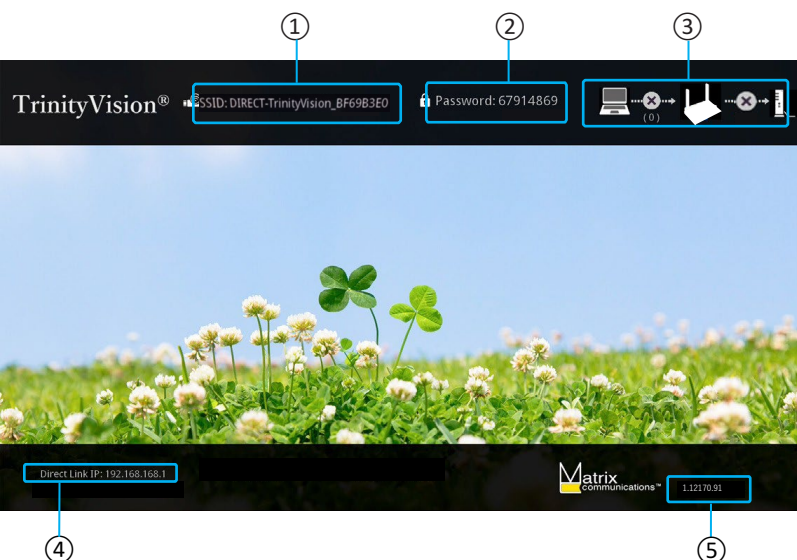 ① ② ③
TrinityVision®
SSID: DIRECT-TrinityVision_BF69B3E0
Password: 67914869
(0)
Direct Link IP: 192.168.168.1
Matrix
communications™
1.12170.91
④ ⑤